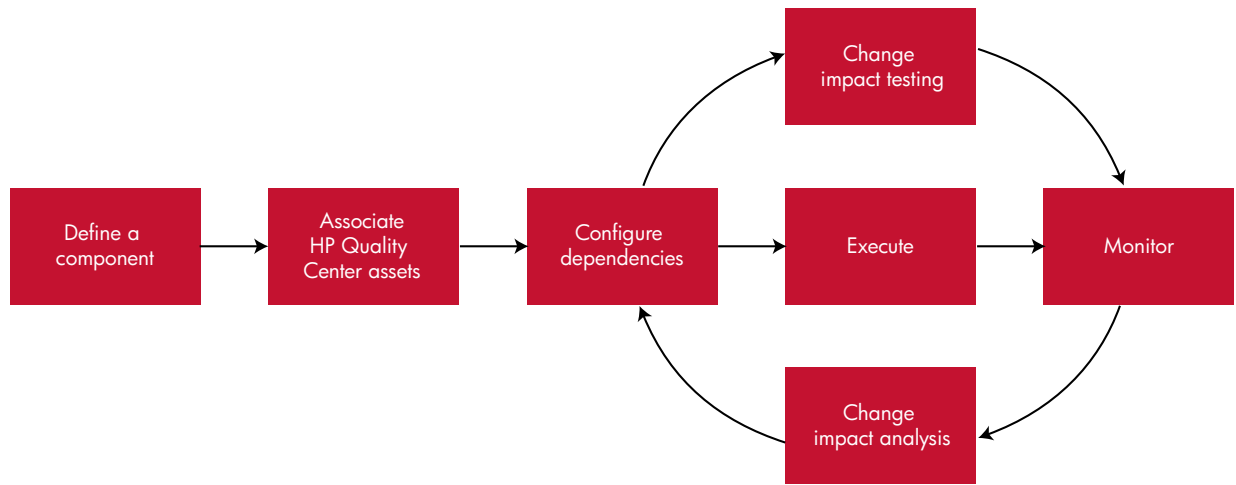 Change
impact testing
Define a
component
Associate
HP Quality
Center assets
Configure
dependencies
Execute
Monitor
Change
impact analysis